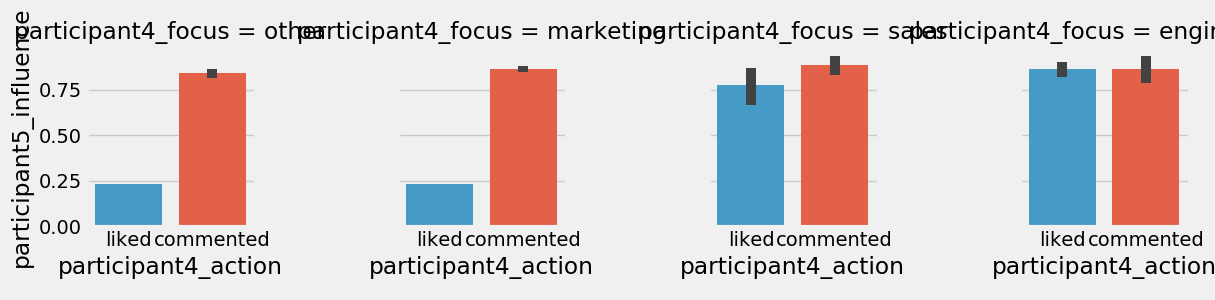 participant4_focus = other
participant4_focus = marketing
participant4_focus = sales
participant4_focus = engin
participant5_influence
0.75
0.50
0.25
0.00
liked commented
liked commented
liked commented
liked commented
participant4_action
participant4_action
participant4_action
participant4_action